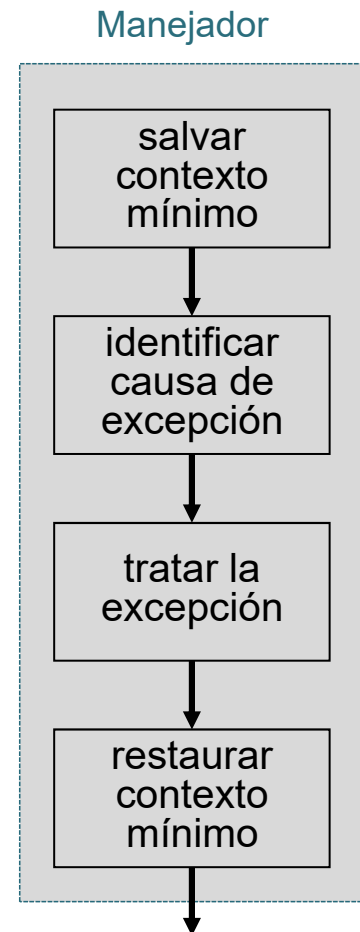 Manejador
salvar
contexto
mínimo
identificar
causa de
excepción
tratar la
excepción
restaurar
contexto
mínimo